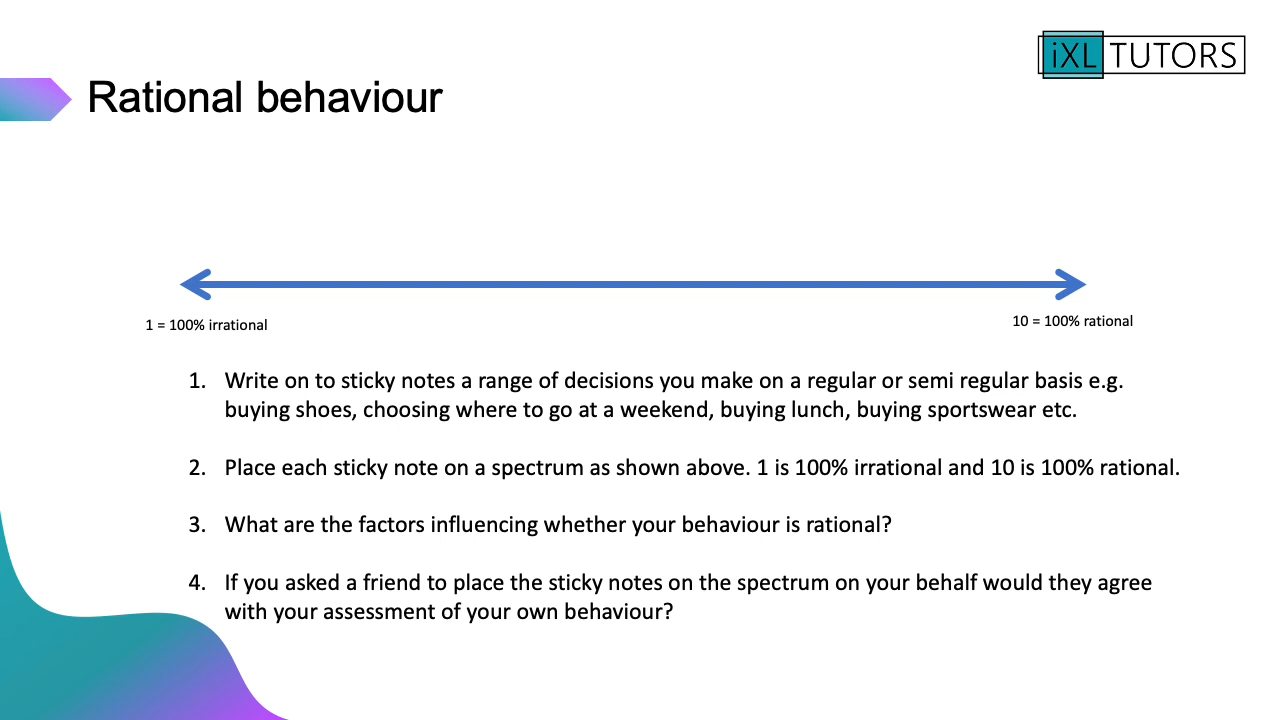 iXL TUTORS
Rational behaviour
1 = 100% irrational
10 = 100% rational
1. Write on to sticky notes a range of decisions you make on a regular or semi regular basis e.g.
buying shoes, choosing where to go at a weekend, buying lunch, buying sportswear etc.
2. Place each sticky note on a spectrum as shown above. 1 is 100% irrational and 10 is 100% rational.
3. What are the factors influencing whether your behaviour is rational?
4. If you asked a friend to place the sticky notes on the spectrum on your behalf would they agree
with your assessment of your own behaviour?